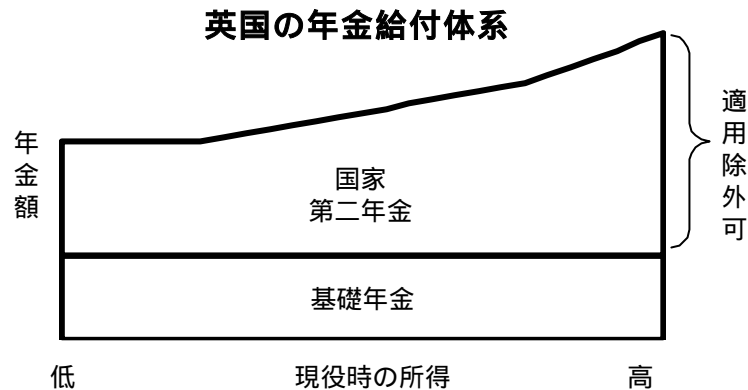 英国の年金給付体系
年金額
国家
第二年金
適用除外可
基礎年金
低
現役時の所得
高